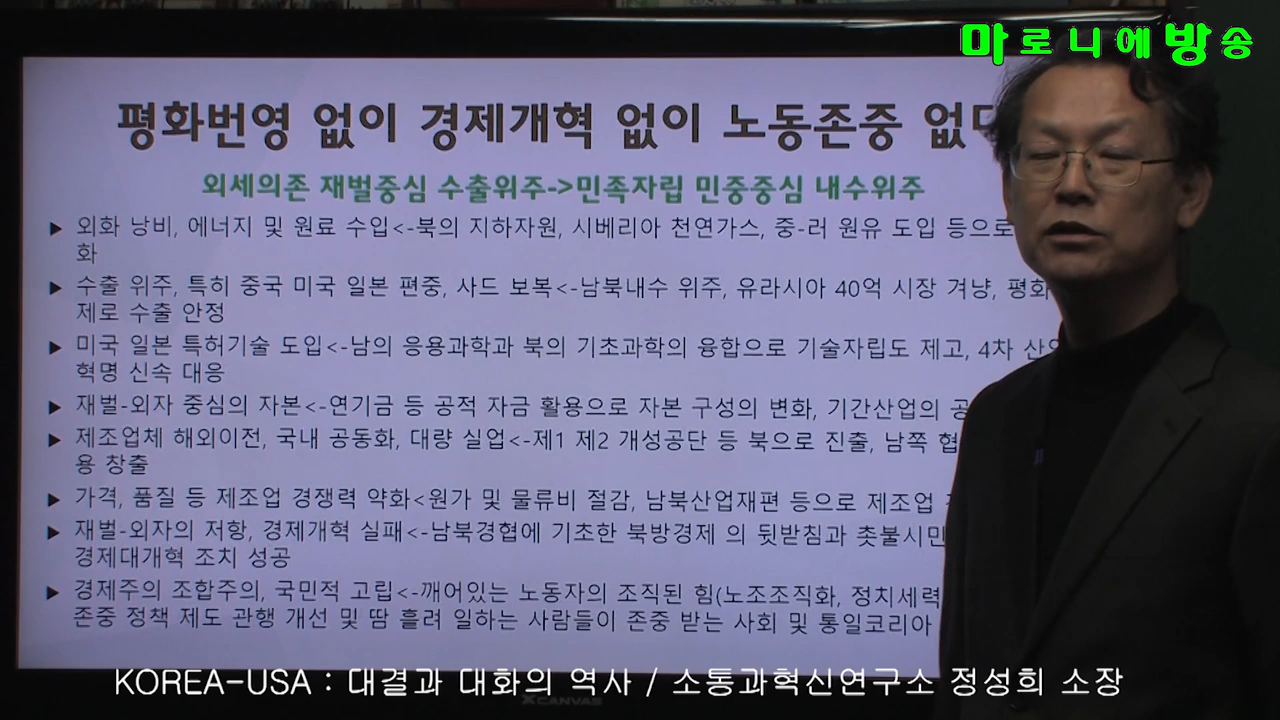 마로니에방송
평화번영 없이 경제개혁 없이 노동존중 없다
외세의존 재벌중심 수출위주->민족자립 민중중심 내수위주
▶ 외화 낭비, 에너지 및 원료 수입<-북의 지하자원, 시베리아 천연가스, 중-러 원유 도입 등으로
화
▶ 수출 위주, 특히 중국 미국 일본 편중, 사드 보복<-남북내수 위주, 유라시아 40억 시장 겨냥, 평화
제로 수출 안정
▶ 미국 일본 특허기술 도입<-남의 응용과학과 북의 기초과학의 융합으로 기술자립도 제고, 4차 산업
혁명 신속 대응
▶ 재벌-외자 중심의 자본<-연기금 등 공적 자금 활용으로 자본 구성의 변화, 기간산업의
▶ 제조업체 해외이전, 국내 공동화, 대량 실업<-제1 제2 개성공단 등 북으로 진출, 남쪽
용 창출
▶ 가격, 품질 등 제조업 경쟁력 약화<원가 및 물류비 절감, 남북산업재편 등으로 제조업
▶ 재벌-외자의 저항, 경제개혁 실패<-남북경협에 기초한 북방경제 의 뒷받침과 촛불시민
경제대개혁 조치 성공
▶ 경제주의 조합주의, 국민적 고립<-깨어있는 노동자의 조직된 힘(노조조직화, 정치세력
존중 정책 제도 관행 개선 및 땀 흘려 일하는 사람들이 존중 받는 사회 및 통일코리아
KOREA-USA : 대결과 대화의 역사 / 소통과혁신연구소 정성희 소장
XCANVAS